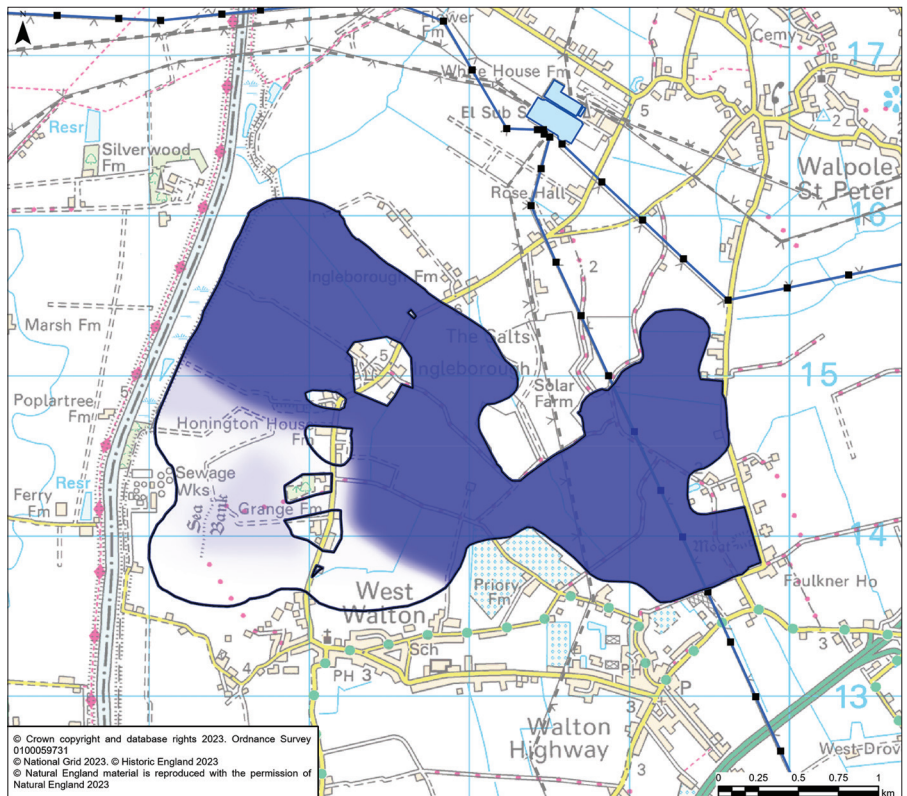 N
Flower
Fm
Cemy
17
White House Fm
El Sub S
5
2
Resr
Silverwood
Fm
Walpole
St Peter
Rose Hall
16
2
Ingleborough Fm
Marsh Fm
The Salts
5
Ingleborough
15
5
Solar
Farm
Poplartree
Fm
Honington House
Fm
Sewage
Wks
Resr
Ferry
Fm
Sea
Bank
Grange Fm
14
West
Walton
Priory
Fm
Faulkner Ho
Sch
4
PH 3
3
P
3
13
Walton
Highway
West Drov
3
© Crown copyright and database rights 2023. Ordnance Survey
0100059731
© National Grid 2023. © Historic England 2023
© Natural England material is reproduced with the permission of
Natural England 2023
0 0.25 0.5 0.75 1
km